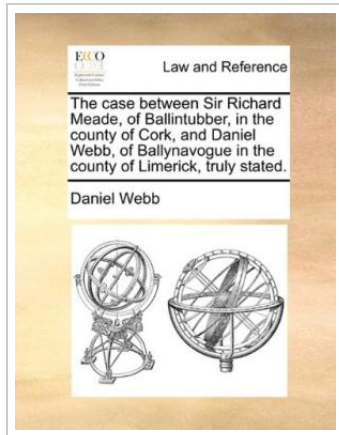 ECCO
Law and Reference
The case between Sir Richard
Meade, of Ballintubber, in the
county of Cork, and Daniel
Webb, of Ballynavogue in the
county of Limerick, truly stated.
Daniel Webb